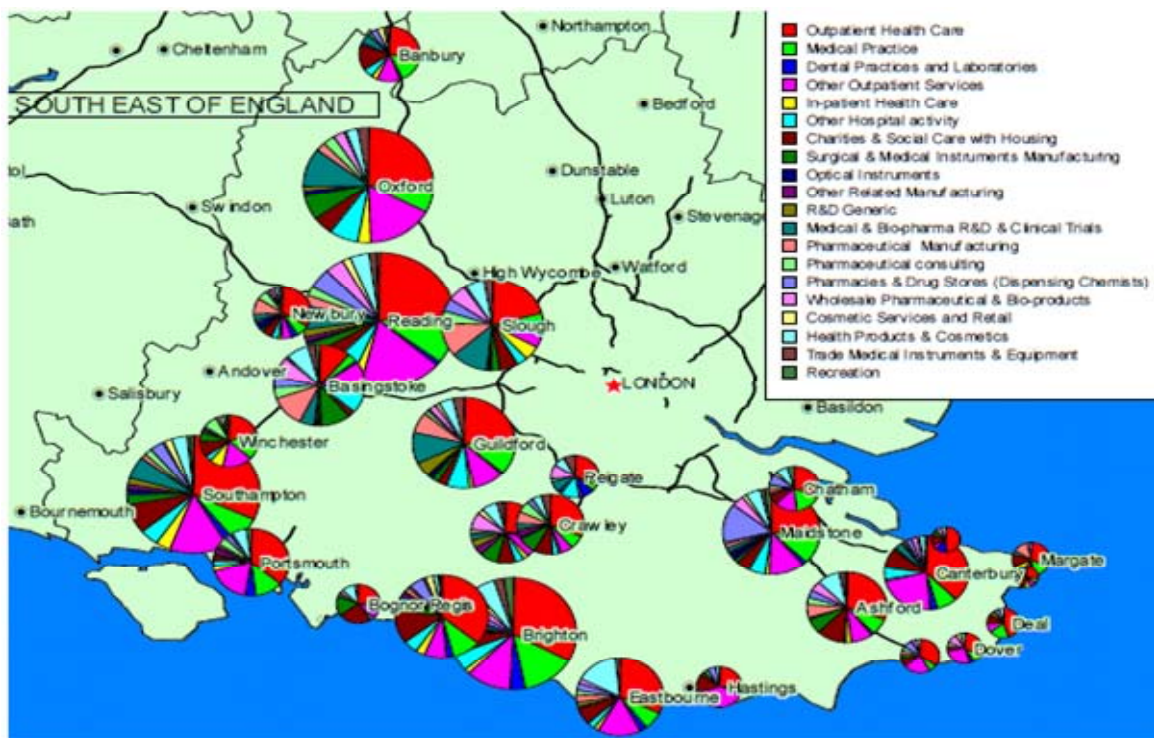 Northampton
Cheltenham
Banbury
SOUTH EAST OF ENGLAND
Bedford
Oxford
Dunstable
Luton
Stevenag
Swindon
High Wycombe
Watford
Newbury
Reading
Slough
Andover
Basingstoke
LONDON
Salisbury
Basildon
Winchester
Guildford
Reigate
Chatham
Southampton
Bournemouth
Crawley
Maidstone
Portsmouth
Canterbury
Margate
Bognor Regis
Ashford
Brighton
Deal
Dover
Hastings
Eastbourne
Outpatient Health Care
Medical Practice
Dental Practices and Laboratories
Other Outpatient Services
In-patient Health Care
Other Hospital activity
Charities & Social Care with Housing
Surgical & Medical Instruments Manufacturing
Optical Instruments
Other Related Manufacturing
R&D Generic
Medical & Bio-pharma R&D & Clinical Trials
Pharmaceutical Manufacturing
Pharmaceutical consulting
Pharmacies & Drug Stores (Dispensing Chemists)
Wholesale Pharmaceutical & Bio-products
Cosmetic Services and Retail
Health Products & Cosmetics
Trade Medical Instruments & Equipment
Recreation